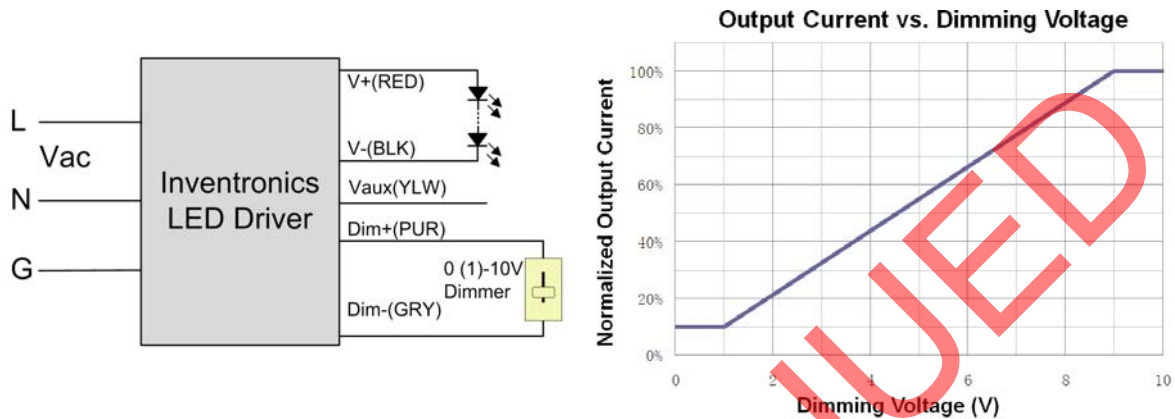 L
Vac
N
G
Inventronics
LED Driver
V+(RED)
V-(BLK)
Vaux(YLW)
Dim+(PUR)
0 (1)-10V
Dimmer
Dim-(GRY)
Output Current vs. Dimming Voltage
Normalized Output Current
100%
80%
60%
40%
20%
0%
0
2
4
6
8
10
Dimming Voltage (V)
UED